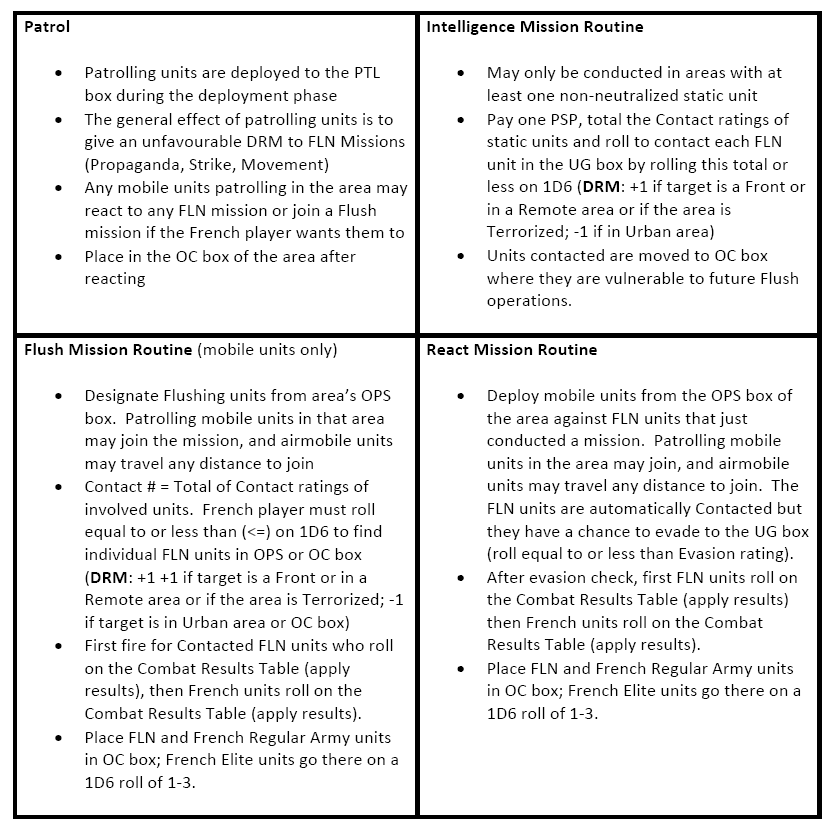 Patrol
• Patrolling units are deployed to the PTL
box during the deployment phase
• The general effect of patrolling units is to
give an unfavourable DRM to FLN Missions
(Propaganda, Strike, Movement)
• Any mobile units patrolling in the area may
react to any FLN mission or join a Flush
mission if the French player wants them to
• Place in the OC box of the area after
reacting
Intelligence Mission Routine
• May only be conducted in areas with at
least one non-neutralized static unit
• Pay one PSP, total the Contact ratings of
static units and roll to contact each FLN
unit in the UG box by rolling this total or
less on 1D6 (DRM: +1 if target is a Front or
in a Remote area or if the area is
Terrorized; -1 if in Urban area)
• Units contacted are moved to OC box
where they are vulnerable to future Flush
operations.
Flush Mission Routine (mobile units only)
• Designate Flushing units from area's OPS
box. Patrolling mobile units in that area
may join the mission, and airmobile units
may travel any distance to join
• Contact # = Total of Contact ratings of
involved units. French player must roll
equal to or less than (<=) on 1D6 to find
individual FLN units in OPS or OC box
(DRM: +1 +1 if target is a Front or in a
Remote area or if the area is Terrorized; -1
if target is in Urban area or OC box)
• First fire for Contacted FLN units who roll
on the Combat Results Table (apply
results), then French units roll on the
Combat Results Table (apply results).
• Place FLN and French Regular Army units
in OC box; French Elite units go there on a
1D6 roll of 1-3.
React Mission Routine
• Deploy mobile units from the OPS box of
the area against FLN units that just
conducted a mission. Patrolling mobile
units in the area may join, and airmobile
units may travel any distance to join. The
FLN units are automatically Contacted but
they have a chance to evade to the UG box
(roll equal to or less than Evasion rating).
• After evasion check, first FLN units roll on
the Combat Results Table (apply results)
then French units roll on the Combat
Results Table (apply results).
• Place FLN and French Regular Army units
in OC box; French Elite units go there on a
1D6 roll of 1-3.